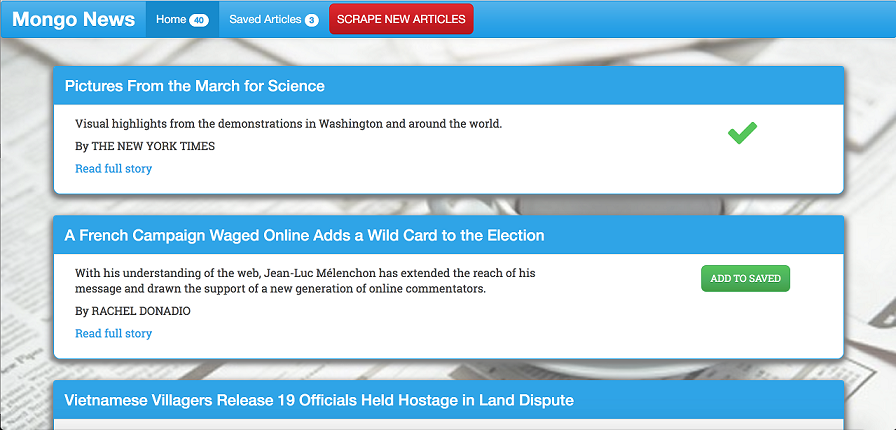 Mongo News Home 40 Saved Articles 3 SCRAPE NEW ARTICLES
Pictures From the March for Science
Visual highlights from the demonstrations in Washington and around the world.
By THE NEW YORK TIMES
Read full story
A French Campaign Waged Online Adds a Wild Card to the Election
With his understanding of the web, Jean-Luc Mélenchon has extended the reach of his
message and drawn the support of a new generation of online commentators.
ADD TO SAVED
By RACHEL DONADIO
Read full story
Vietnamese Villagers Release 19 Officials Held Hostage in Land Dispute